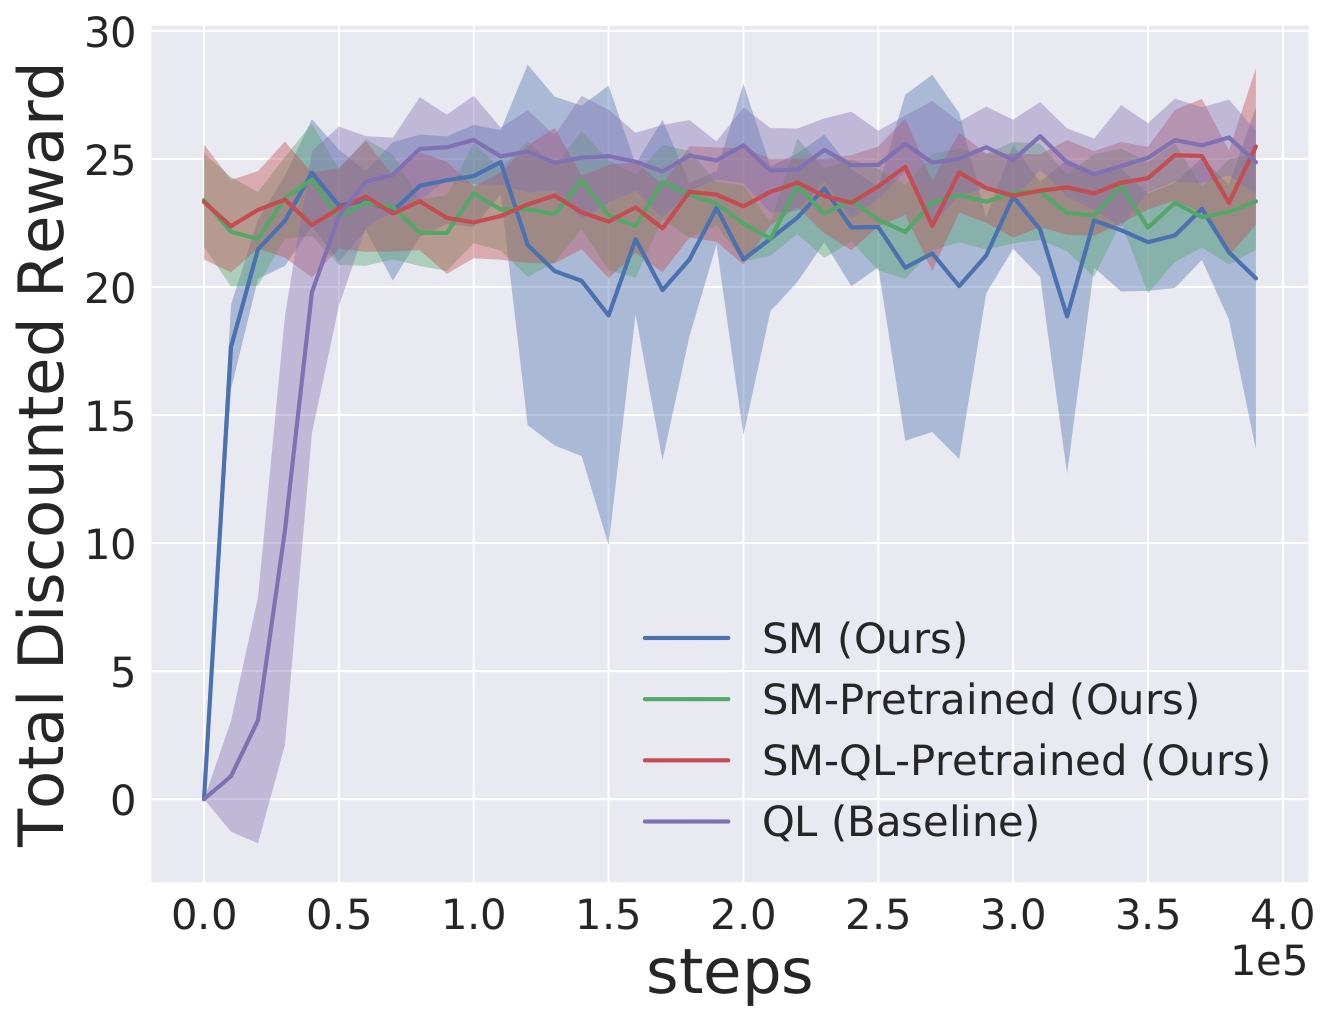 Total Discounted Reward
30
25
20
15
10
5
0
SM (Ours)
SM-Pretrained (Ours)
SM-QL-Pretrained (Ours)
QL (Baseline)
0.0 0.5 1.0 1.5 2.0 2.5 3.0 3.5 4.0
1e5
steps